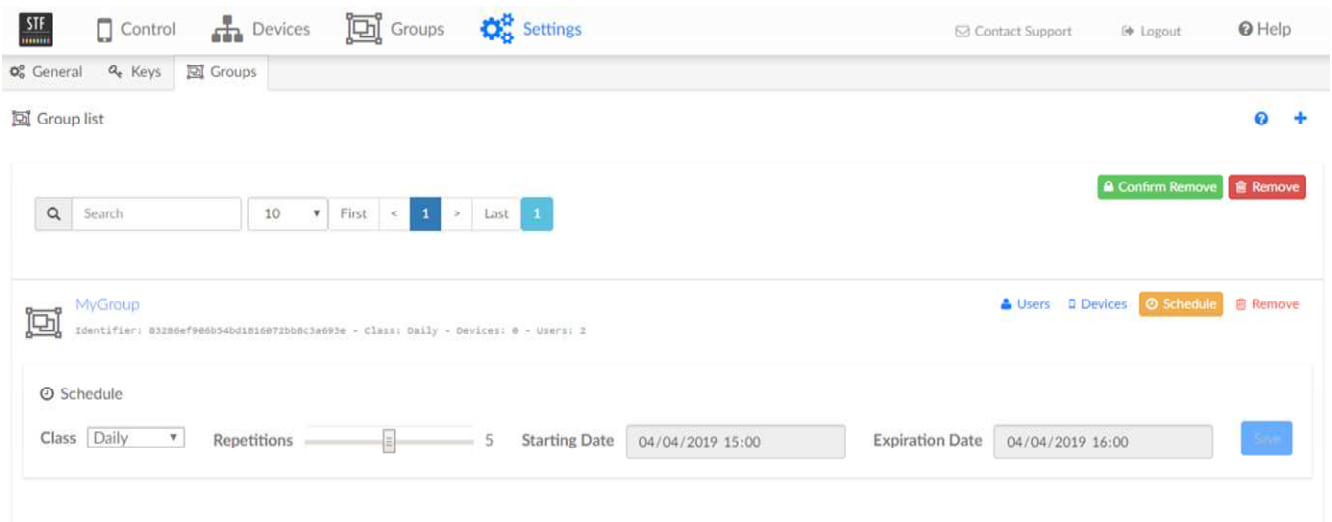 STF Control Devices Groups Settings Contact Support Logout Help
General Keys Groups
Group list
Confirm Remove Remove
Search 10 First < 1 > Last 1
MyGroup Users Devices Schedule Remove
Class: Daily - Devices: 0 - Users: 2
Schedule
Class Daily Repetitions 5 Starting Date 04/04/2019 15:00 Expiration Date 04/04/2019 16:00 Save